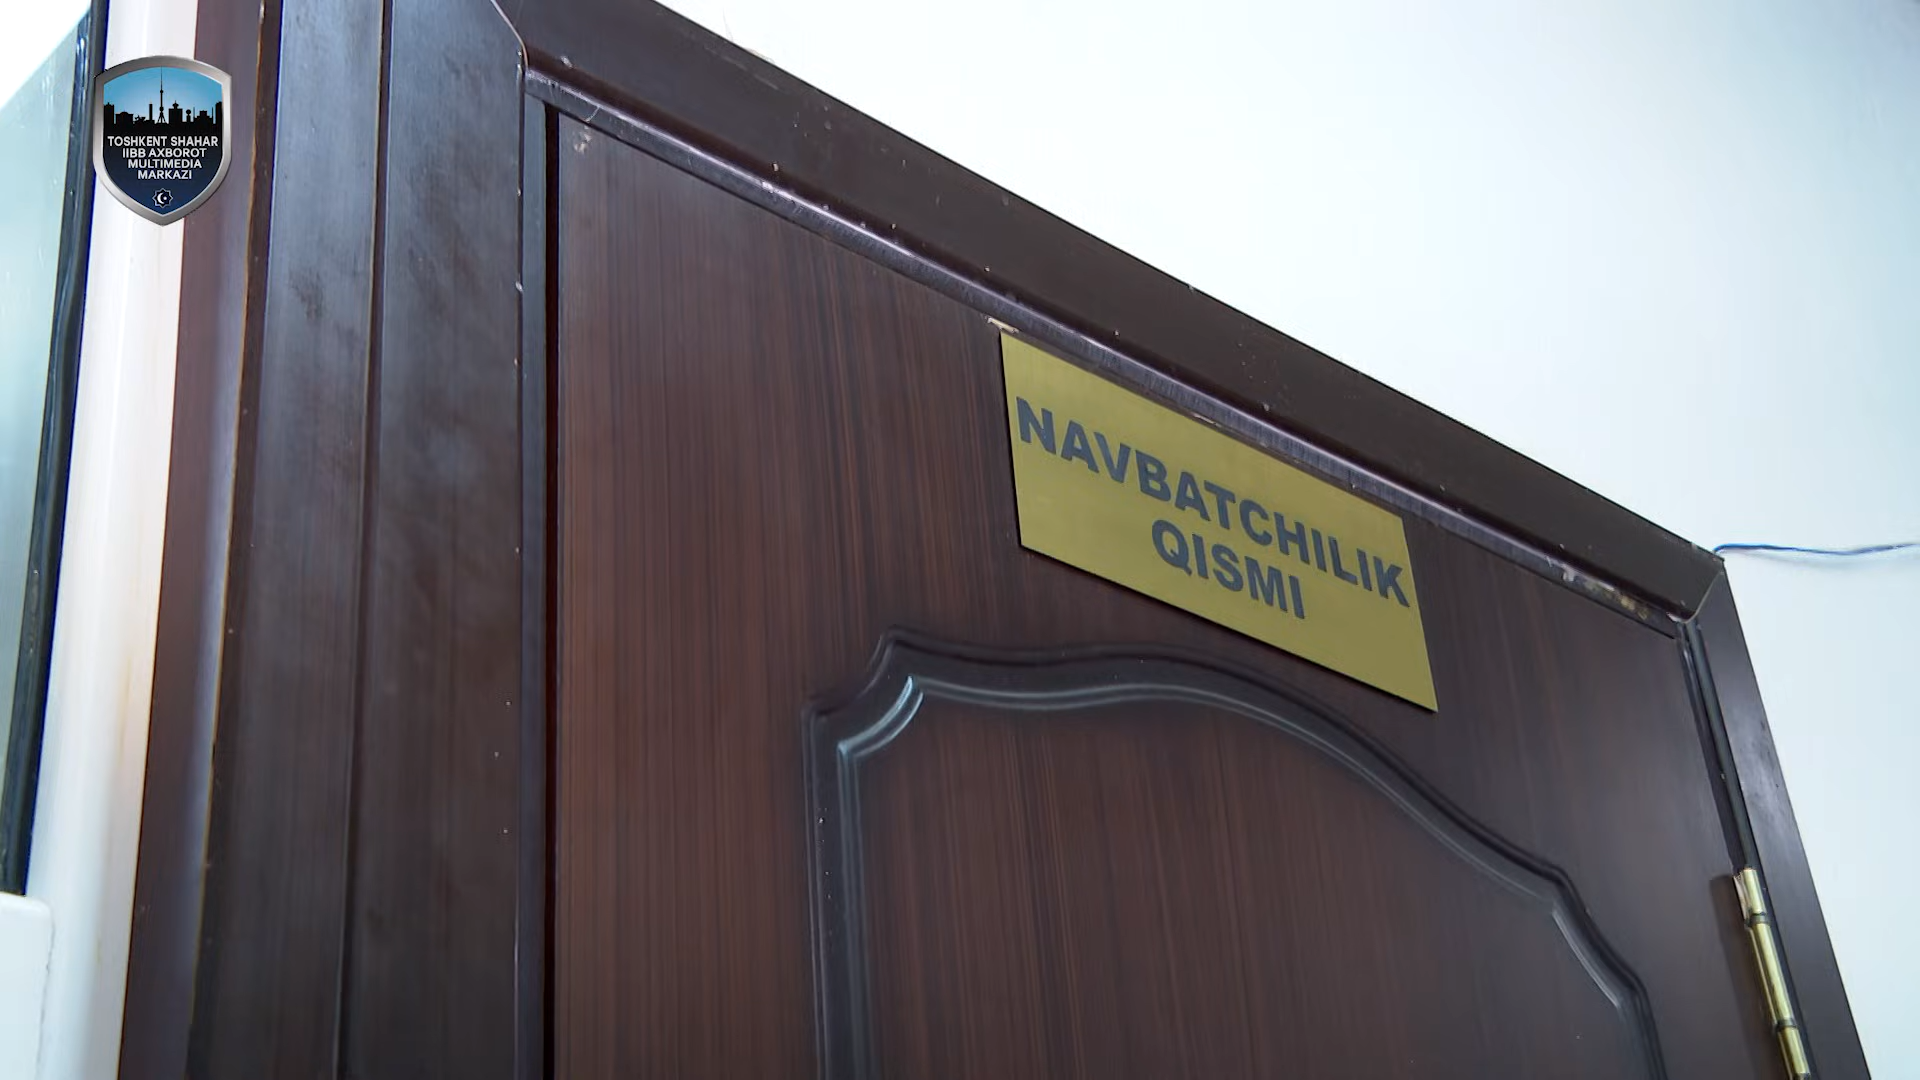 TOSHKENT SHAHAR
IIBB AXBOROT
MULTIMEDIA
MARKAZI
NAVBATCHILIK
QISMI